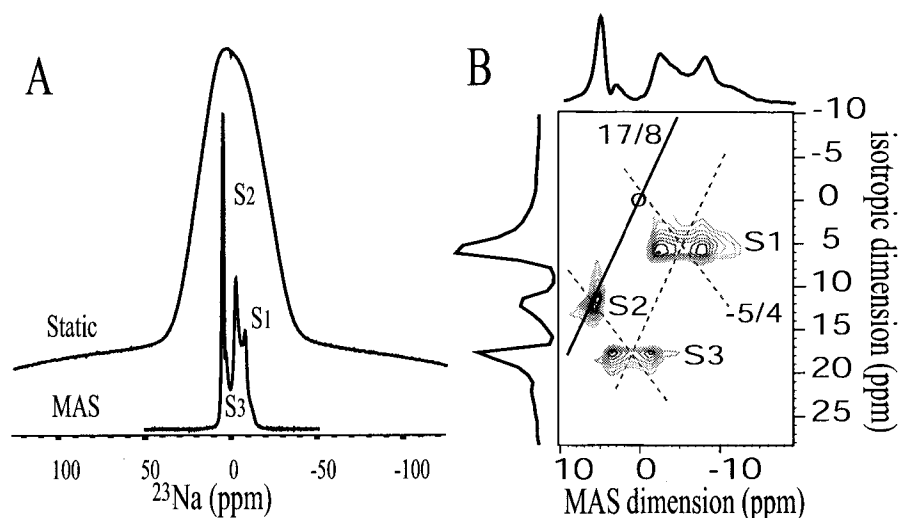 A
S2
Static
S1
MAS
S3
100 50 0 -50 -100
23Na (ppm)
B
17/8
S1
S2
-5/4
S3
-10
-5
0
5
10
15
20
25
isotropic dimension (ppm)
10 0 -10
MAS dimension (ppm)